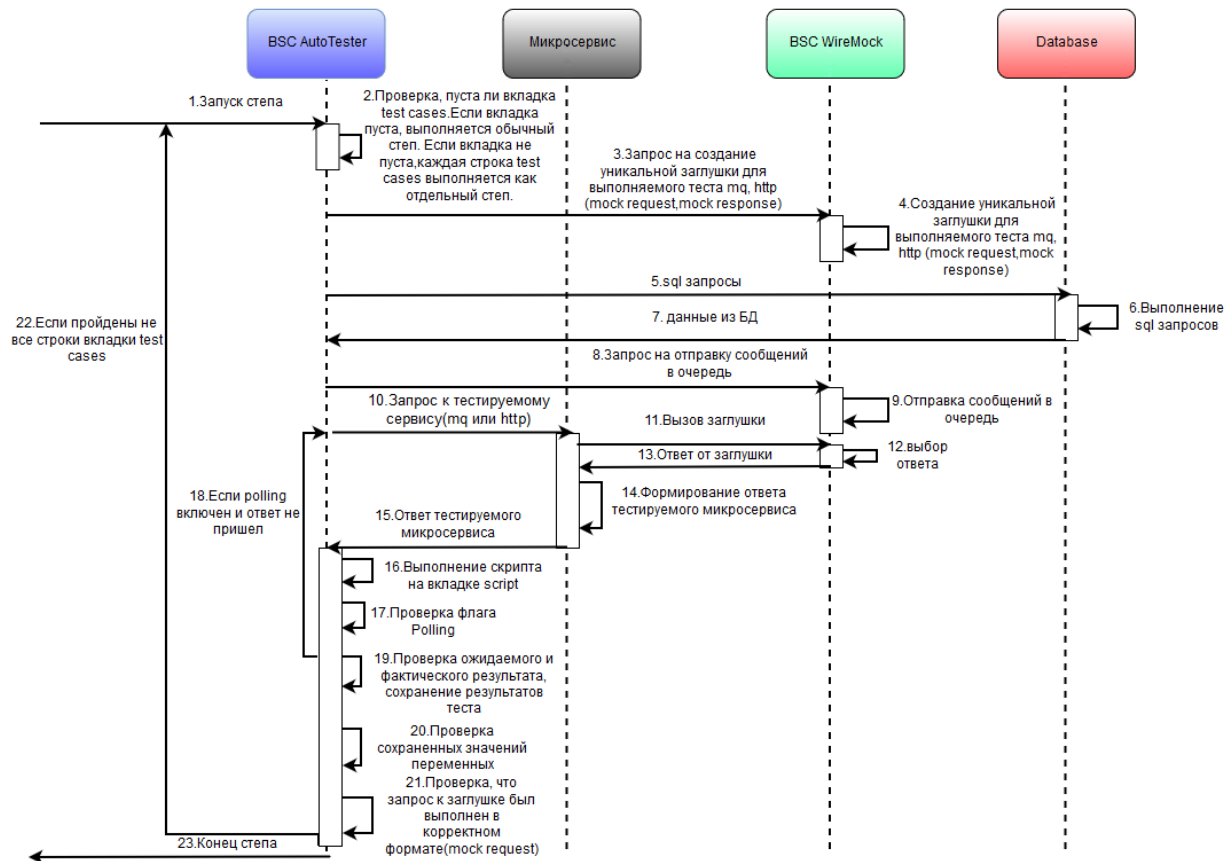 BSC AutoTester
Микросервис
BSC WireMock
Database
1.Запуск степа
2.Проверка, пуста ли вкладка
test cases.Если вкладка
пуста, выполняется обычный
степ. Если вкладка не
пуста,каждая строка test
cases выполняется как
отдельный степ.
3.Запрос на создание
уникальной заглушки для
выполняемого теста mq, http
(mock request,mock response)
4.Создание уникальной
заглушки для
выполняемого теста mq,
http (mock request,mock
response)
5.sql запросы
6.Выполнение
sql запросов
7. данные из БД
8.Запрос на отправку сообщений
в очередь
9.Отправка сообщений в
очередь
10.Запрос к тестируемому
сервису(mq или http)
11.Вызов заглушки
12.выбор
ответа
13.Ответ от заглушки
14.Формирование ответа
тестируемого микросервиса
15.Ответ тестируемого
микросервиса
16.Выполнение скрипта
на вкладке script
17.Проверка флага
Polling
18.Если polling
включен и ответ не
пришел
19.Проверка ожидаемого и
фактического результата,
сохранение результатов
теста
20.Проверка
сохраненных значений
переменных
21.Проверка, что
запрос к заглушке был
выполнен в
корректном
формате(mock request)
22.Если пройдены не
все строки вкладки test
cases
23.Конец степа